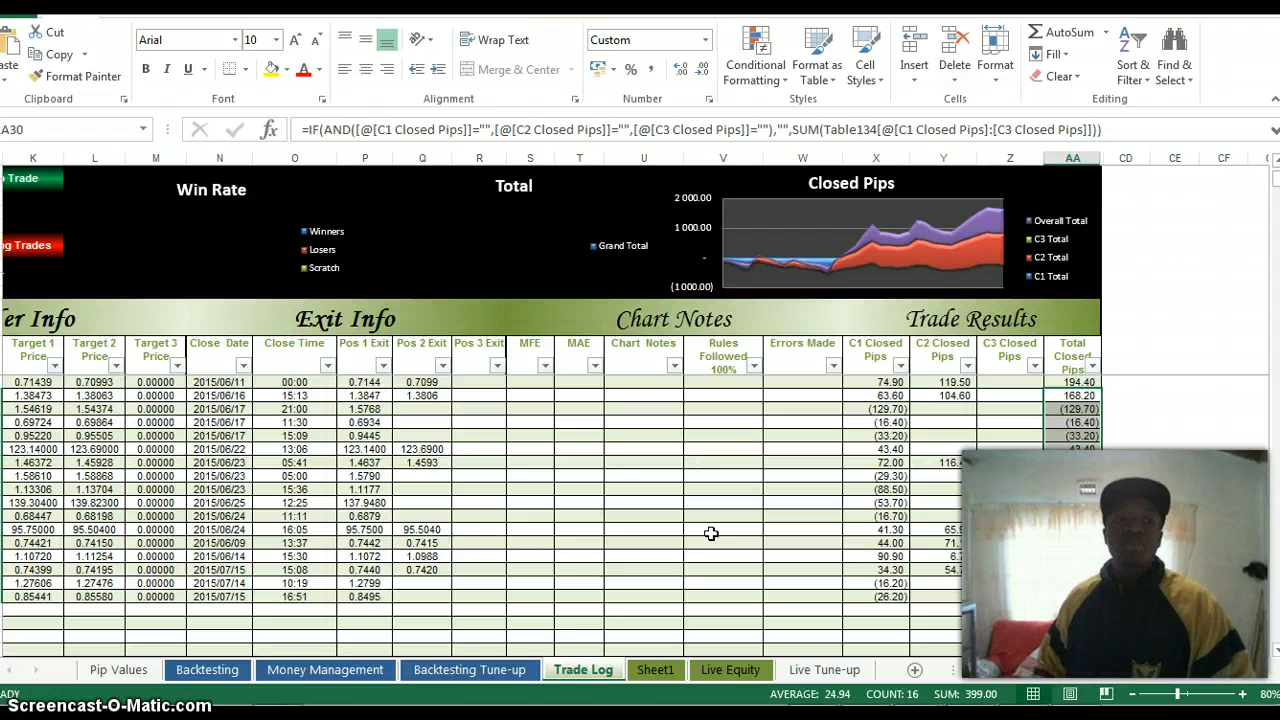 Cut
Arial 10
Wrap Text
Custom
AutoSum
aste
Copy
Fill
Format Painter
B I U
Merge & Center
% ,
Conditional Formatting
Format as Table
Cell Styles
Insert Delete Format
Clear
Sort & Filter
Find & Select
Clipboard Font Alignment Number Styles Cells Editing
A30 fx =IF(AND([@[C1 Closed Pips]]="",[@[C2 Closed Pips]]="",[@[C3 Closed Pips]]=""),"",SUM(Table134[@[C1 Closed Pips]:[C3 Closed Pips]]))
K L M N O P Q R S T U V W X Y Z AA CD CE CF
Trade
ng Trades
Win Rate
Winners
Losers
Scratch
Total
Grand Total
Closed Pips
2 000.00
1 000.00
-
(1 000.00)
Overall Total
C3 Total
C2 Total
C1 Total
er Info Exit Info Chart Notes Trade Results
Target 1 Price Target 2 Price Target 3 Price Close Date Close Time Pos 1 Exit Pos 2 Exit Pos 3 Exit MFE MAE Chart Notes Rules Followed 100% Errors Made C1 Closed Pips C2 Closed Pips C3 Closed Pips Total Closed Pips
0.71439 0.70993 0.00000 2015/06/11 00:00 0.7144 0.7099 74.90 119.50 194.40
1.38473 1.38063 0.00000 2015/06/16 15:13 1.3847 1.3806 63.60 104.60 168.20
1.54619 1.54374 0.00000 2015/06/17 21:00 1.5768 (129.70) (129.70)
0.69724 0.69864 0.00000 2015/06/17 11:30 0.6934 (16.40) (16.40)
0.95220 0.95505 0.00000 2015/06/17 15:09 0.9445 (33.20) (33.20)
123.14000 123.69000 0.00000 2015/06/22 13:06 123.1400 123.6900 43.40
1.46372 1.45928 0.00000 2015/06/23 05:41 1.4637 1.4593 72.00
1.58610 1.58868 0.00000 2015/06/23 05:00 1.5790 (29.30)
1.13306 1.13704 0.00000 2015/06/23 15:36 1.1177 (88.50)
139.30400 139.82300 0.00000 2015/06/25 12:25 137.9480 (53.70)
0.68447 0.68198 0.00000 2015/06/24 11:11 0.6879 (16.70)
95.75000 95.50400 0.00000 2015/06/24 16:05 95.7500 95.5040 41.30
0.74421 0.74150 0.00000 2015/06/09 13:37 0.7442 0.7415 44.00
1.10720 1.11254 0.00000 2015/06/14 15:30 1.1072 1.0988 90.90
0.74399 0.74195 0.00000 2015/07/15 15:08 0.7440 0.7420 34.30
1.27606 1.27476 0.00000 2015/07/14 10:19 1.2799 (16.20)
0.85441 0.85580 0.00000 2015/07/15 16:51 0.8495 (26.20)
Pip Values Backtesting Money Management Backtesting Tune-up Trade Log Sheet1 Live Equity Live Tune-up
EADY AVERAGE: 24.94 COUNT: 16 SUM: 399.00 80%
Screencast-O-Matic.com